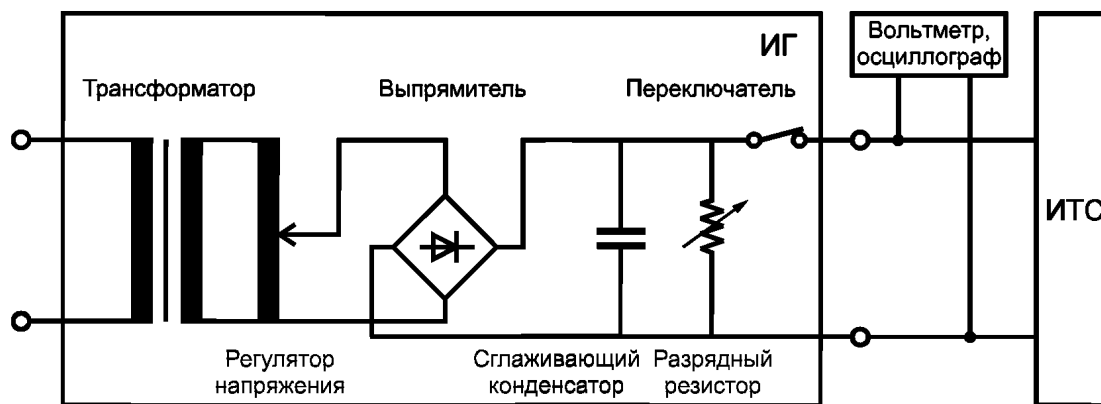 ИГ
Вольтметр,
осциллограф
Трансформатор
Выпрямитель
Переключатель
ИТС
Регулятор
напряжения
Сглаживающий
конденсатор
Разрядный
резистор